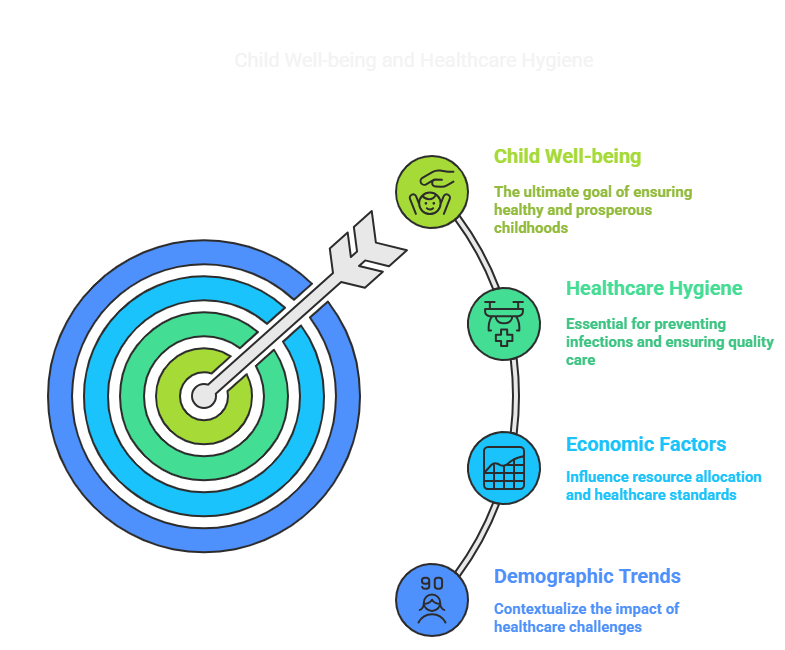 Child Well-being and Healthcare Hygiene
Child Well-being
The ultimate goal of ensuring
healthy and prosperous
childhoods
Healthcare Hygiene
Essential for preventing
infections and ensuring quality
care
Economic Factors
Influence resource allocation
and healthcare standards
90
Demographic Trends
Contextualize the impact of
healthcare challenges